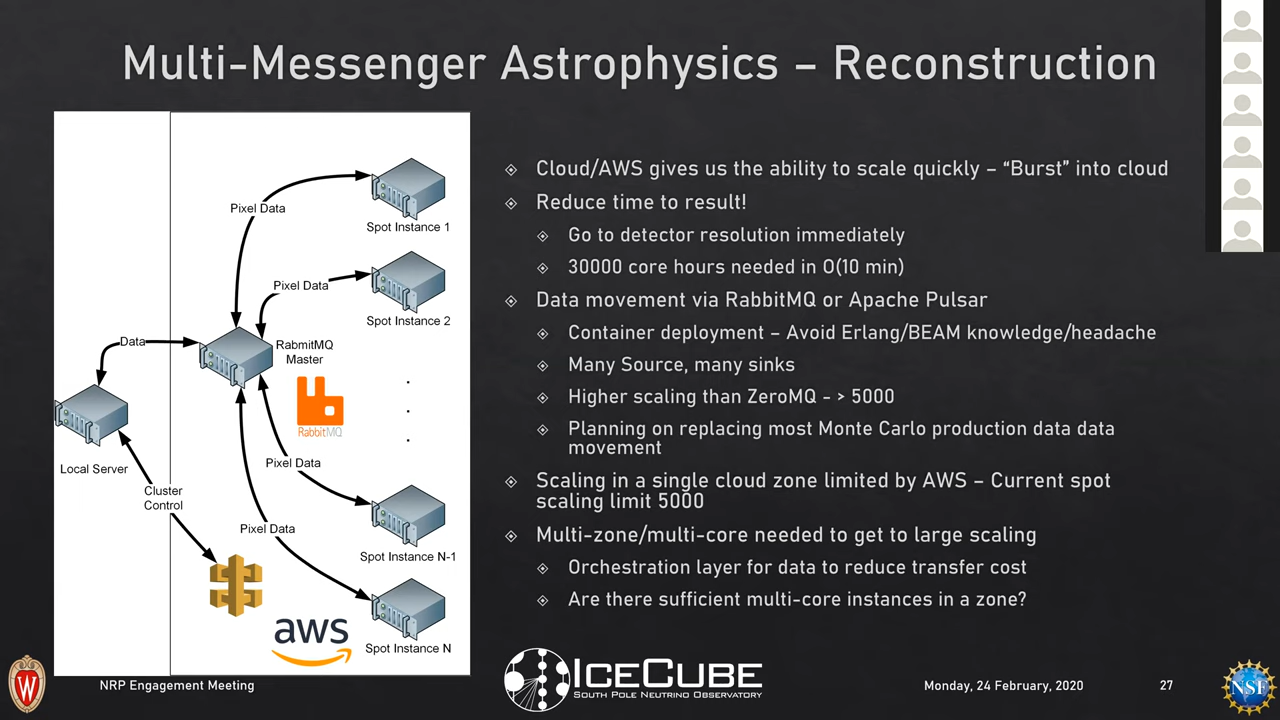 Multi-Messenger Astrophysics – Reconstruction
Pixel Data
Spot Instance 1
Pixel Data
Spot Instance 2
Data
RabmitMQ
Master
RabbitMQ
Local Server
Pixel Data
Cluster
Control
Pixel Data
Spot Instance N-1
aws
Spot Instance N
Cloud/AWS gives us the ability to scale quickly – “Burst” into cloud
Reduce time to result!
Go to detector resolution immediately
30000 core hours needed in O(10 min)
Data movement via RabbitMQ or Apache Pulsar
Container deployment – Avoid Erlang/BEAM knowledge/headache
Many Source, many sinks
Higher scaling than ZeroMQ - > 5000
Planning on replacing most Monte Carlo production data data
movement
Scaling in a single cloud zone limited by AWS – Current spot
scaling limit 5000
Multi-zone/multi-core needed to get to large scaling
Orchestration layer for data to reduce transfer cost
Are there sufficient multi-core instances in a zone?
W
NRP Engagement Meeting
ICECUBE
SOUTH POLE NEUTRINO OBSERVATORY
Monday, 24 February, 2020
27
NSF